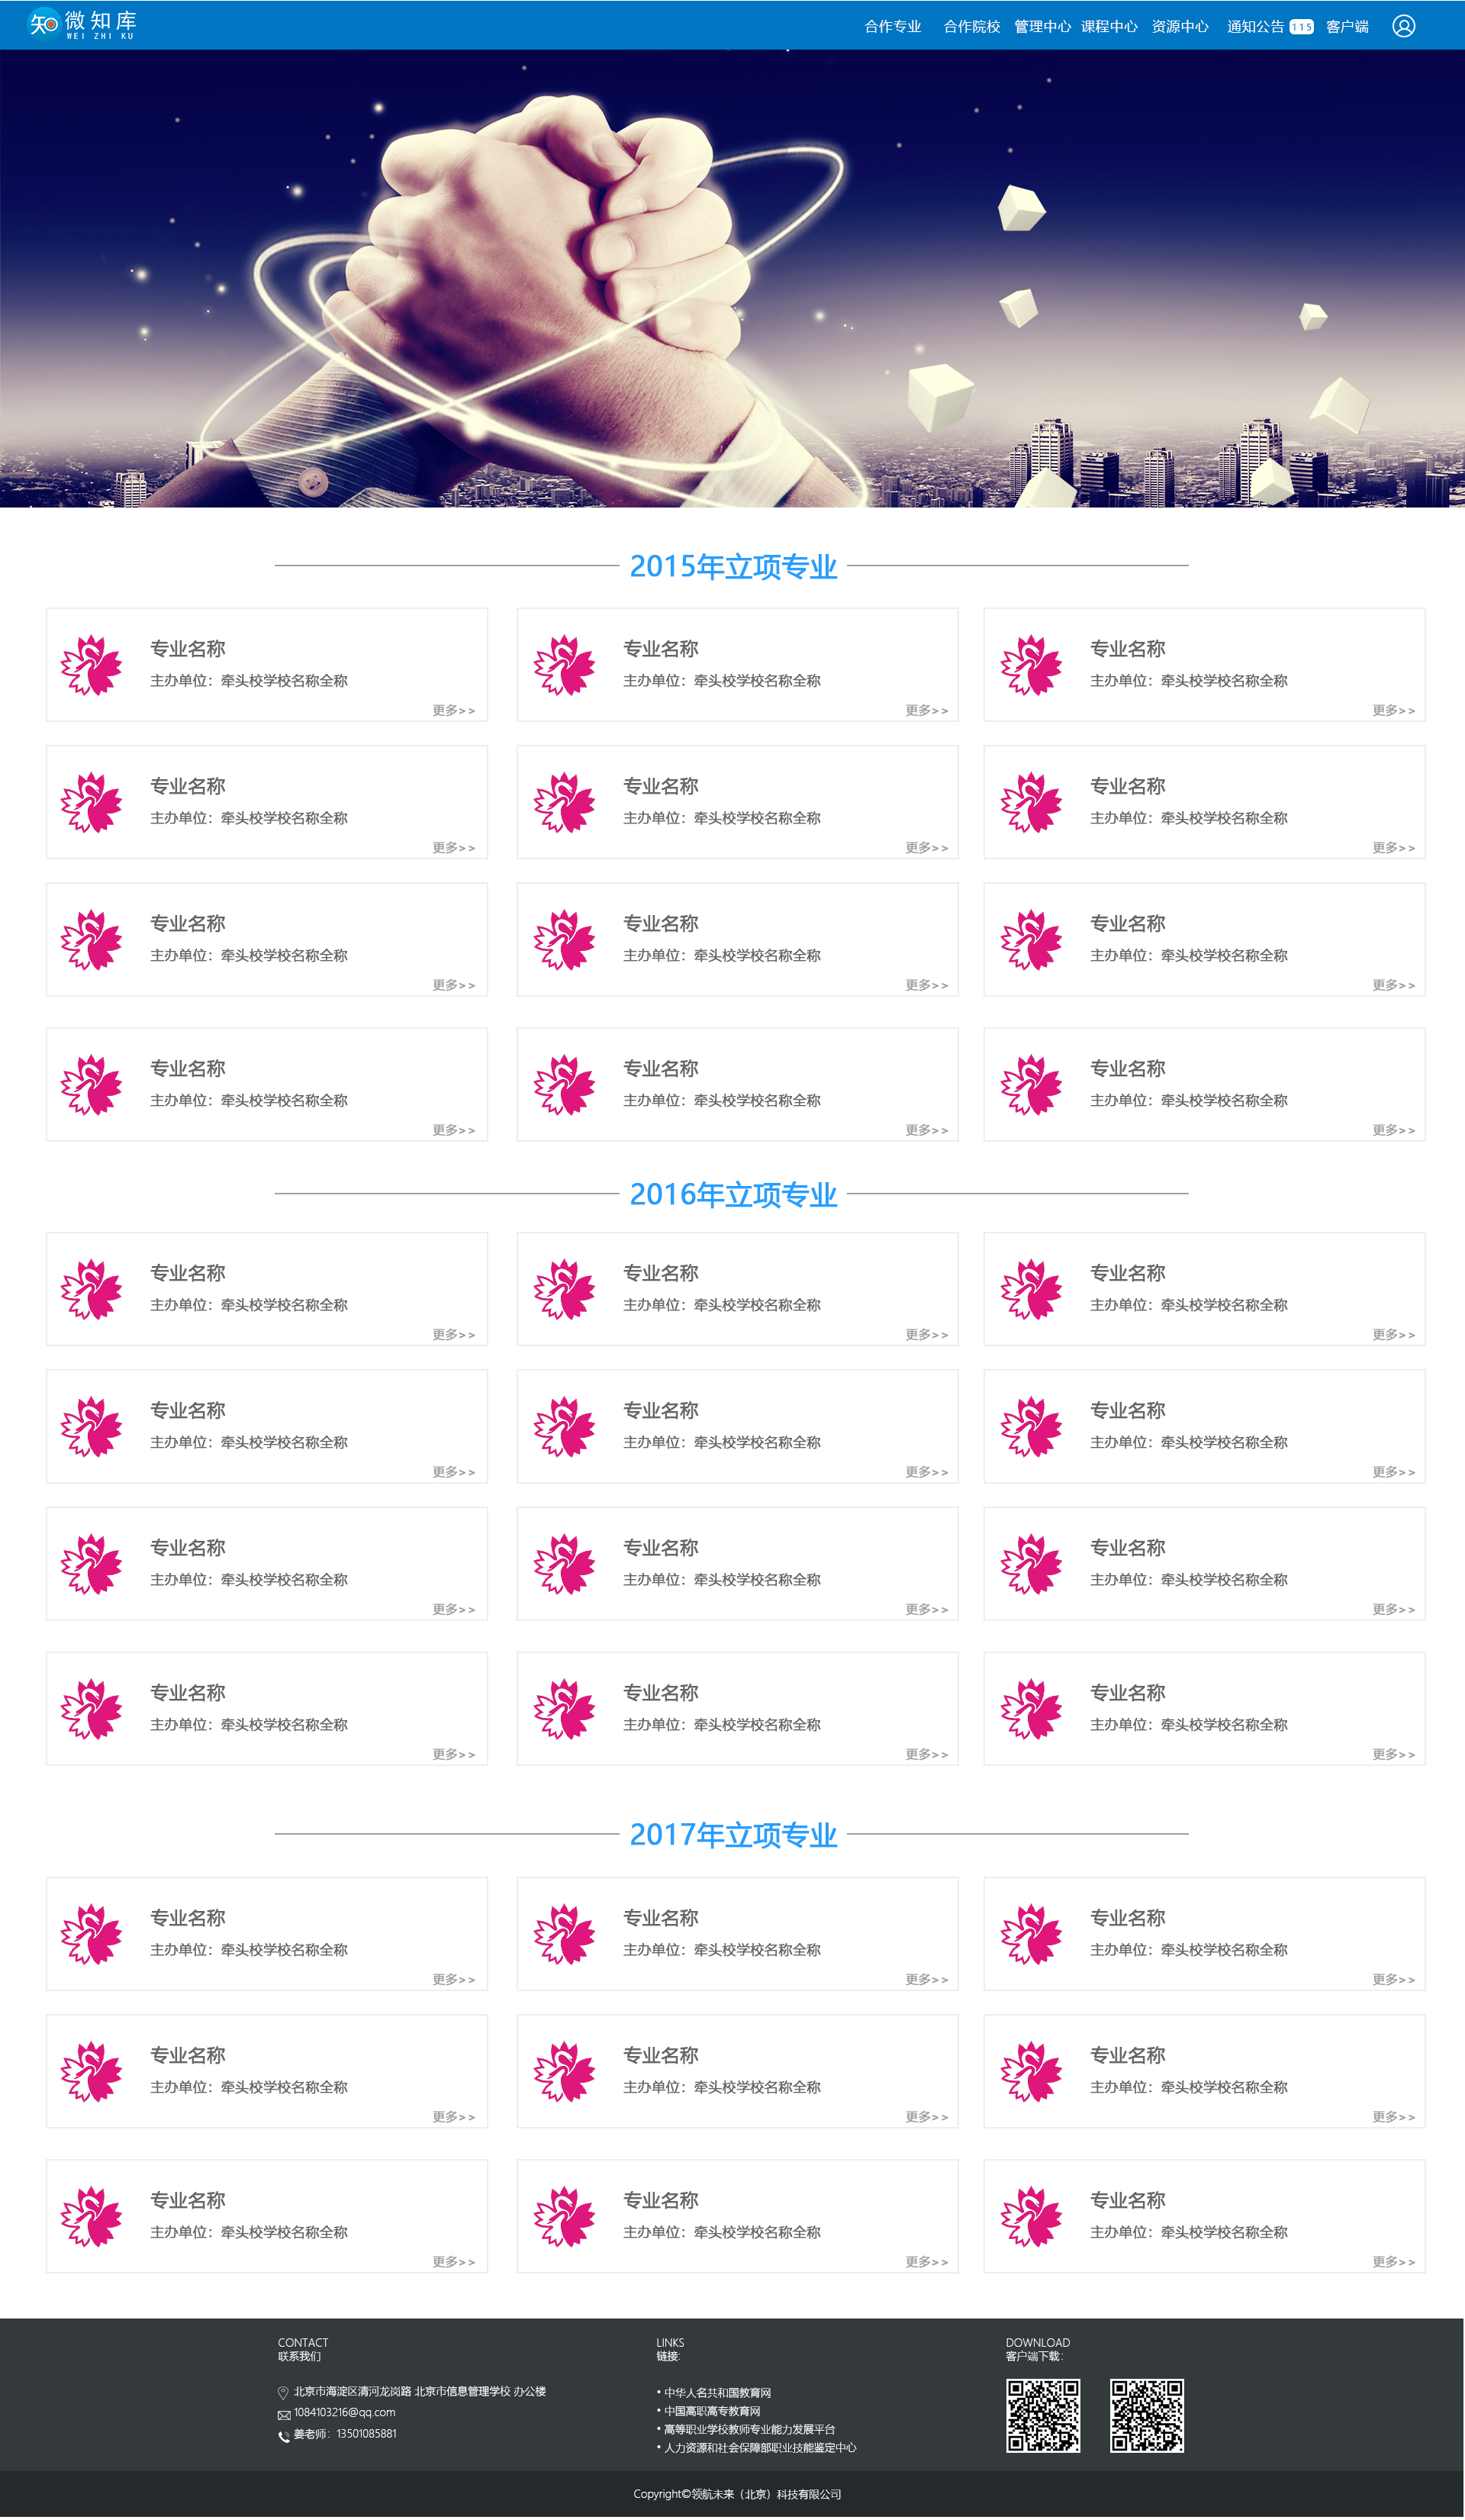 知 微知库
WEI ZHI KU
合作专业 合作院校 管理中心 课程中心 资源中心 通知公告 115 客户端
2015年立项专业
专业名称 专业名称 专业名称
主办单位：牵头校学校名称全称 主办单位：牵头校学校名称全称 主办单位：牵头校学校名称全称
更多>> 更多>> 更多>>
专业名称 专业名称 专业名称
主办单位：牵头校学校名称全称 主办单位：牵头校学校名称全称 主办单位：牵头校学校名称全称
更多>> 更多>> 更多>>
专业名称 专业名称 专业名称
主办单位：牵头校学校名称全称 主办单位：牵头校学校名称全称 主办单位：牵头校学校名称全称
更多>> 更多>> 更多>>
专业名称 专业名称 专业名称
主办单位：牵头校学校名称全称 主办单位：牵头校学校名称全称 主办单位：牵头校学校名称全称
更多>> 更多>> 更多>>
2016年立项专业
专业名称 专业名称 专业名称
主办单位：牵头校学校名称全称 主办单位：牵头校学校名称全称 主办单位：牵头校学校名称全称
更多>> 更多>> 更多>>
专业名称 专业名称 专业名称
主办单位：牵头校学校名称全称 主办单位：牵头校学校名称全称 主办单位：牵头校学校名称全称
更多>> 更多>> 更多>>
专业名称 专业名称 专业名称
主办单位：牵头校学校名称全称 主办单位：牵头校学校名称全称 主办单位：牵头校学校名称全称
更多>> 更多>> 更多>>
专业名称 专业名称 专业名称
主办单位：牵头校学校名称全称 主办单位：牵头校学校名称全称 主办单位：牵头校学校名称全称
更多>> 更多>> 更多>>
2017年立项专业
专业名称 专业名称 专业名称
主办单位：牵头校学校名称全称 主办单位：牵头校学校名称全称 主办单位：牵头校学校名称全称
更多>> 更多>> 更多>>
专业名称 专业名称 专业名称
主办单位：牵头校学校名称全称 主办单位：牵头校学校名称全称 主办单位：牵头校学校名称全称
更多>> 更多>> 更多>>
专业名称 专业名称 专业名称
主办单位：牵头校学校名称全称 主办单位：牵头校学校名称全称 主办单位：牵头校学校名称全称
更多>> 更多>> 更多>>
CONTACT
联系我们
北京市海淀区清河龙岗路 北京市信息管理学校 办公楼
1084103216@qq.com
姜老师：13501085881
LINKS
链接:
• 中华人名共和国教育网
• 中国高职高专教育网
• 高等职业学校教师专业能力发展平台
• 人力资源和社会保障部职业技能鉴定中心
DOWNLOAD
客户端下载:
Copyright©领航未来（北京）科技有限公司